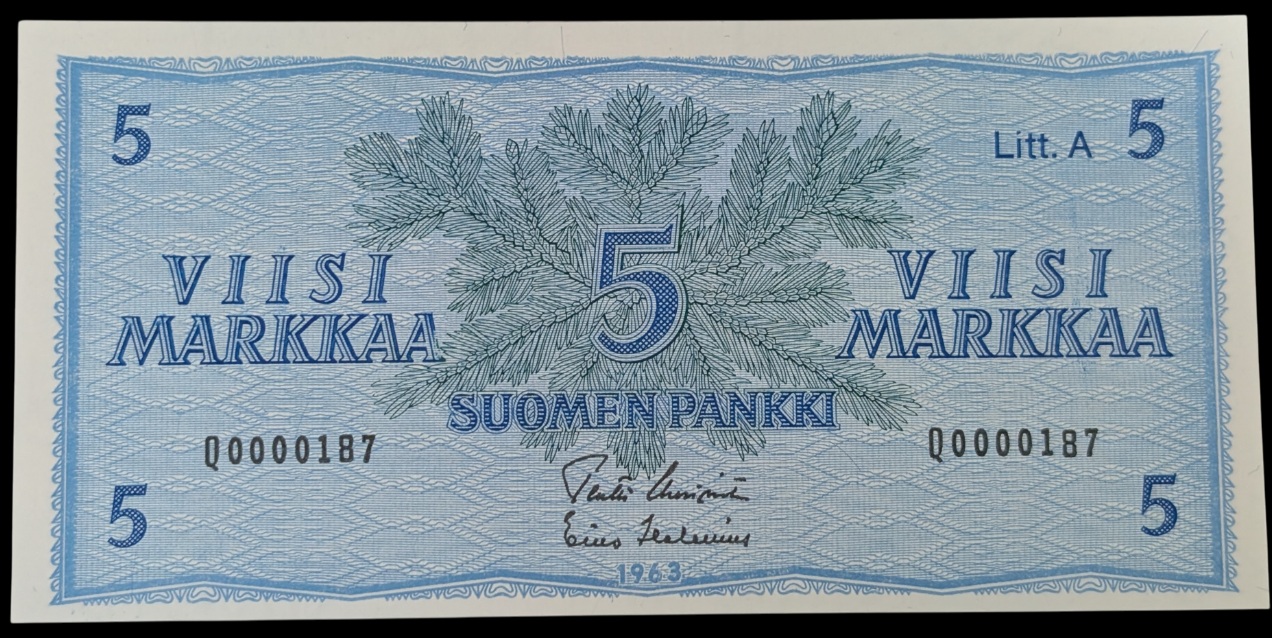 5
Litt. A 5
VIISI MARKKAA
5
VIISI MARKKAA
SUOMEN PANKKI
Q0000187
Q0000187
5
5
1963